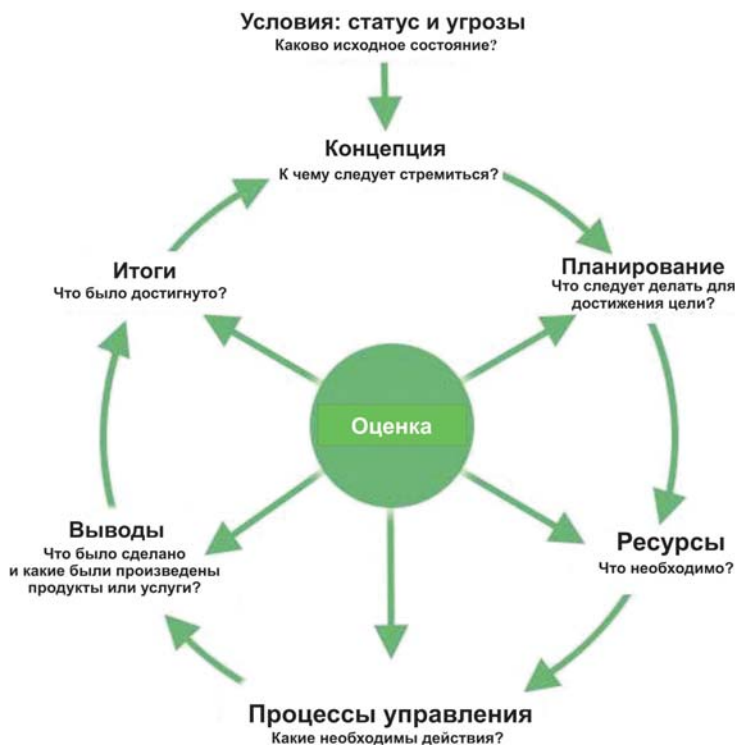 Условия: статус и угрозы
Каково исходное состояние?
Концепция
К чему следует стремиться?
Итоги
Что было достигнуто?
Планирование
Что следует делать для
достижения цели?
Оценка
Выводы
Что было сделано
и какие были произведены
продукты или услуги?
Ресурсы
Что необходимо?
Процессы управления
Какие необходимы действия?